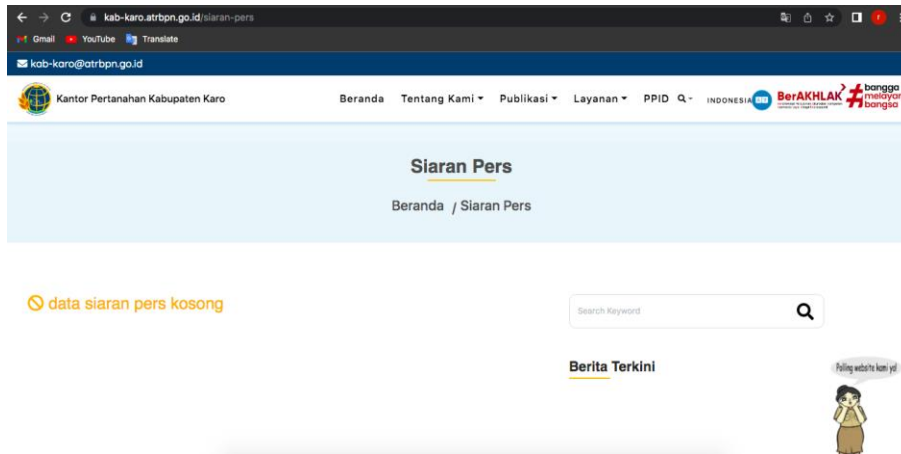 kab-karo.atrbpn.go.id/siaran-pers
Gmail YouTube Translate
kab-karo@atrbpn.go.id
Kantor Pertanahan Kabupaten Karo
Beranda Tentang Kami Publikasi Layanan PPID INDONESIA BerAKHLAK #bangga melayani bangsa
Siaran Pers
Beranda / Siaran Pers
data siaran pers kosong
Search Keyword
Berita Terkini
Polling website kami ya!